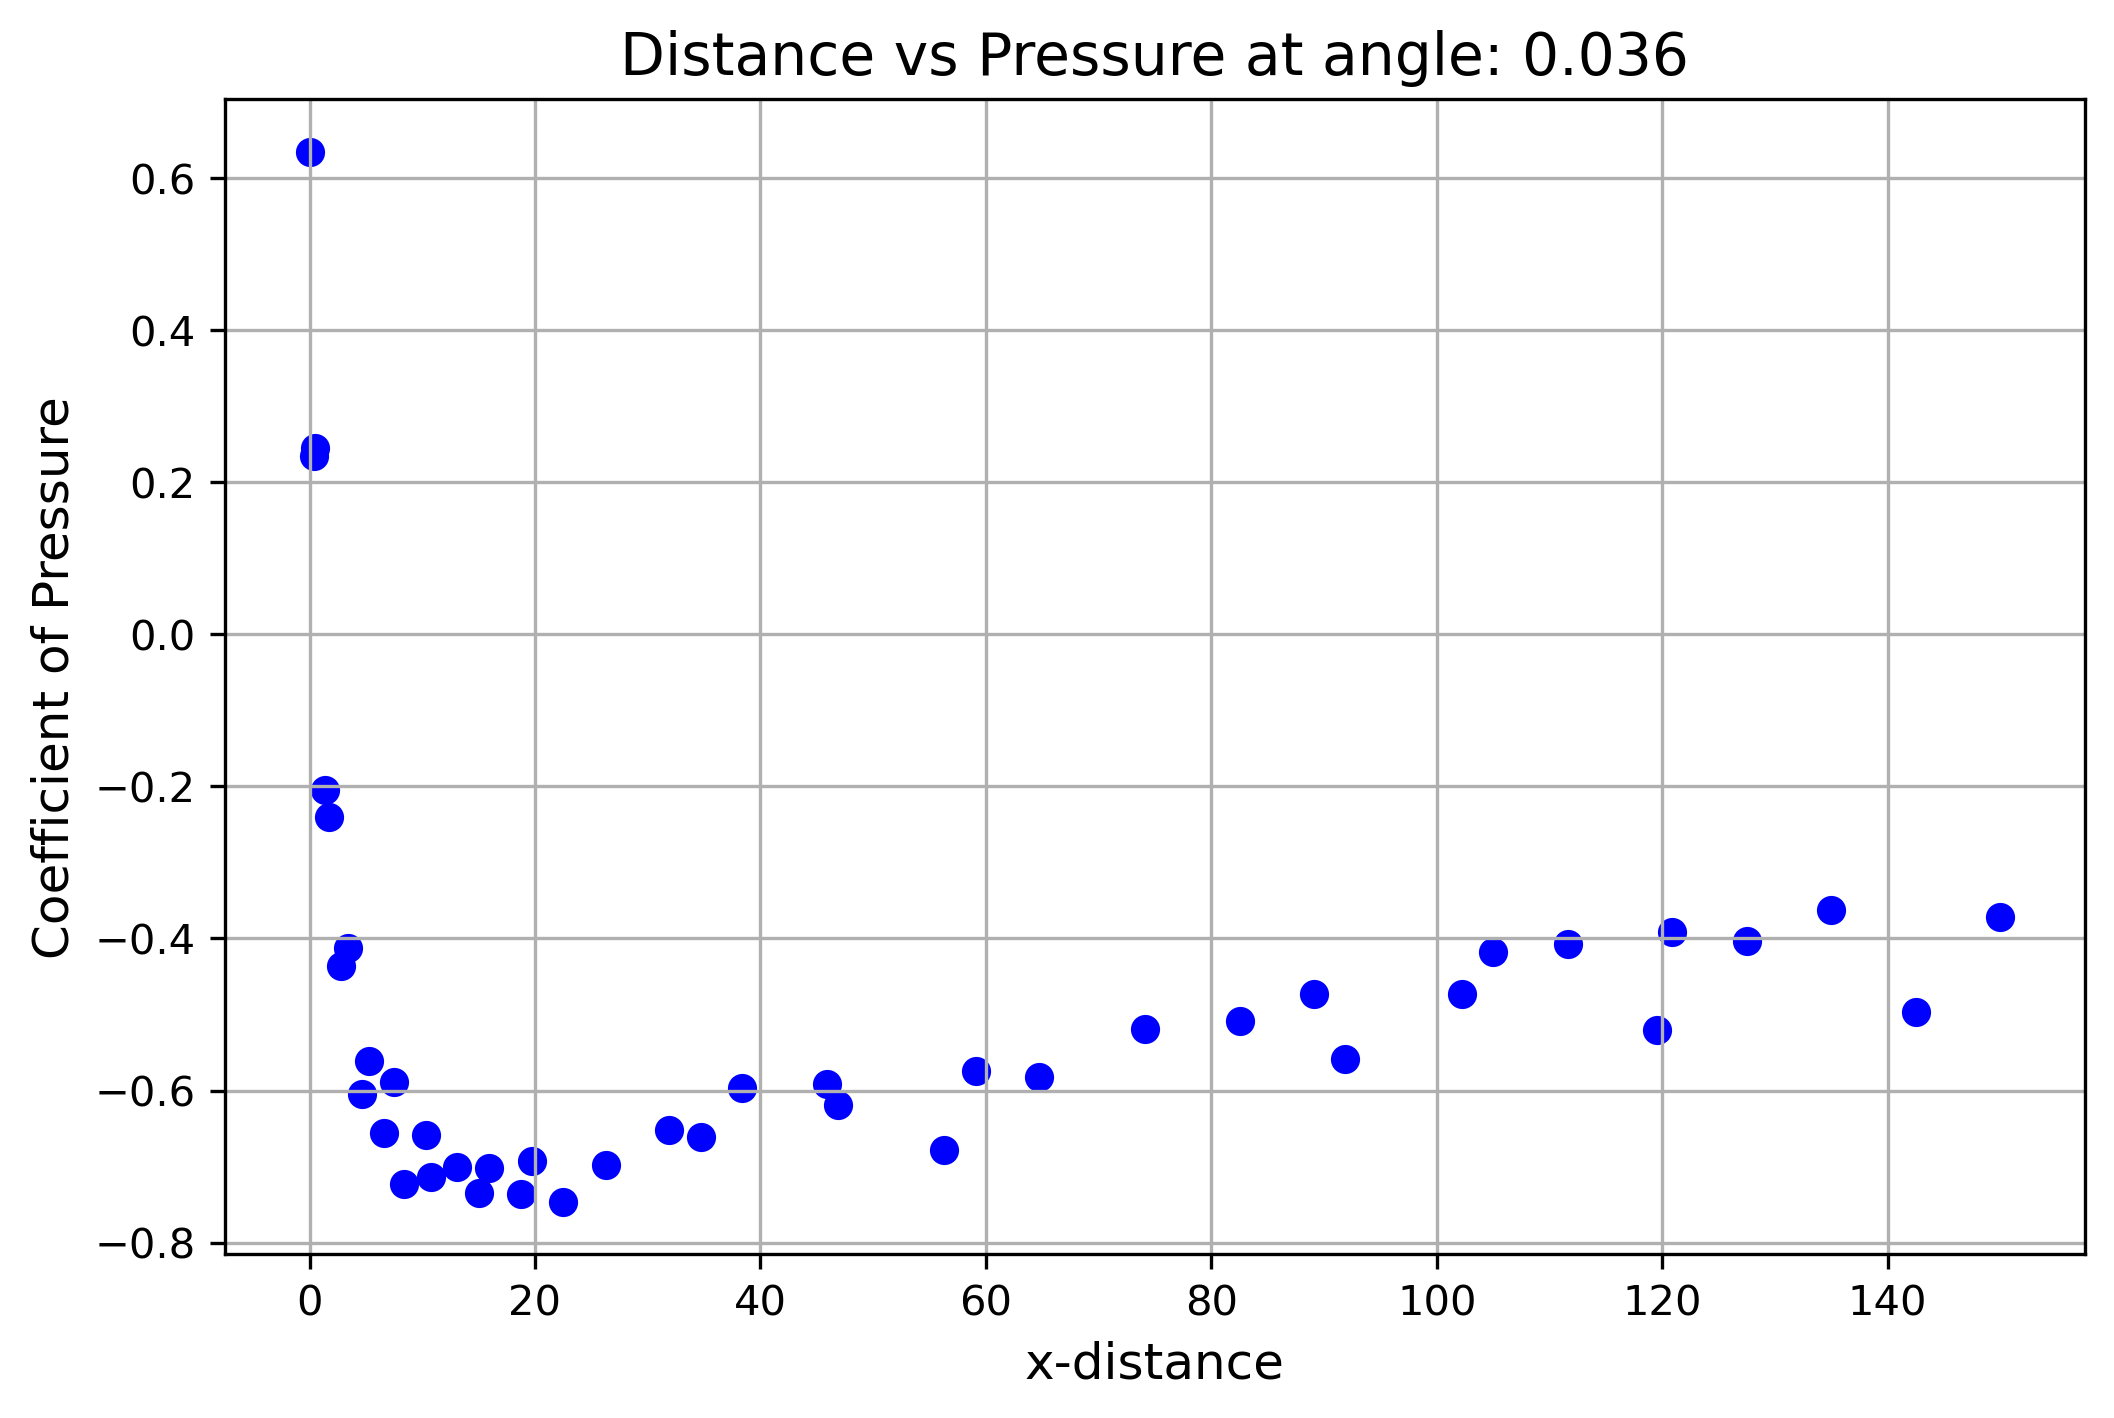 Distance vs Pressure at angle: 0.036
Coefficient of Pressure
0.6
0.4
0.2
0.0
−0.2
−0.4
−0.6
−0.8
0 20 40 60 80 100 120 140
x-distance